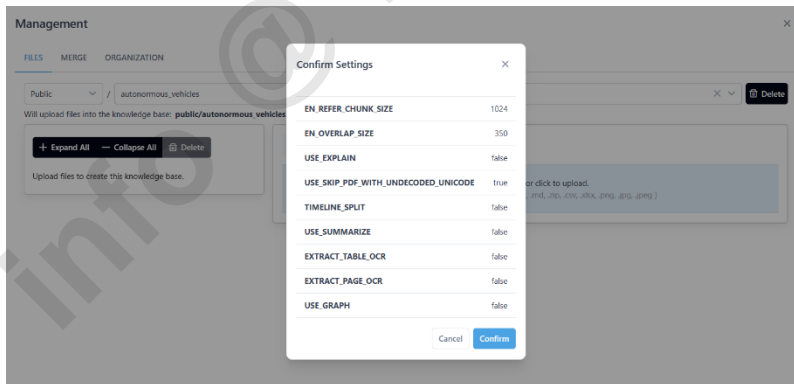 Management
×
FILES MERGE ORGANIZATION
Public / autonormous_vehicles
Delete
Will upload files into the knowledge base: public/autonormous_vehicles
+ Expand All — Collapse All Delete
Upload files to create this knowledge base.
or click to upload.
, .md, .zip, .csv, .xlsx, .png, .jpg, .jpeg )
Confirm Settings ×
EN_REFER_CHUNK_SIZE 1024
EN_OVERLAP_SIZE 350
USE_EXPLAIN false
USE_SKIP_PDF_WITH_UNDECODED_UNICODE true
TIMELINE_SPLIT false
USE_SUMMARIZE false
EXTRACT_TABLE_OCR false
EXTRACT_PAGE_OCR false
USE_GRAPH false
Cancel Confirm
info @